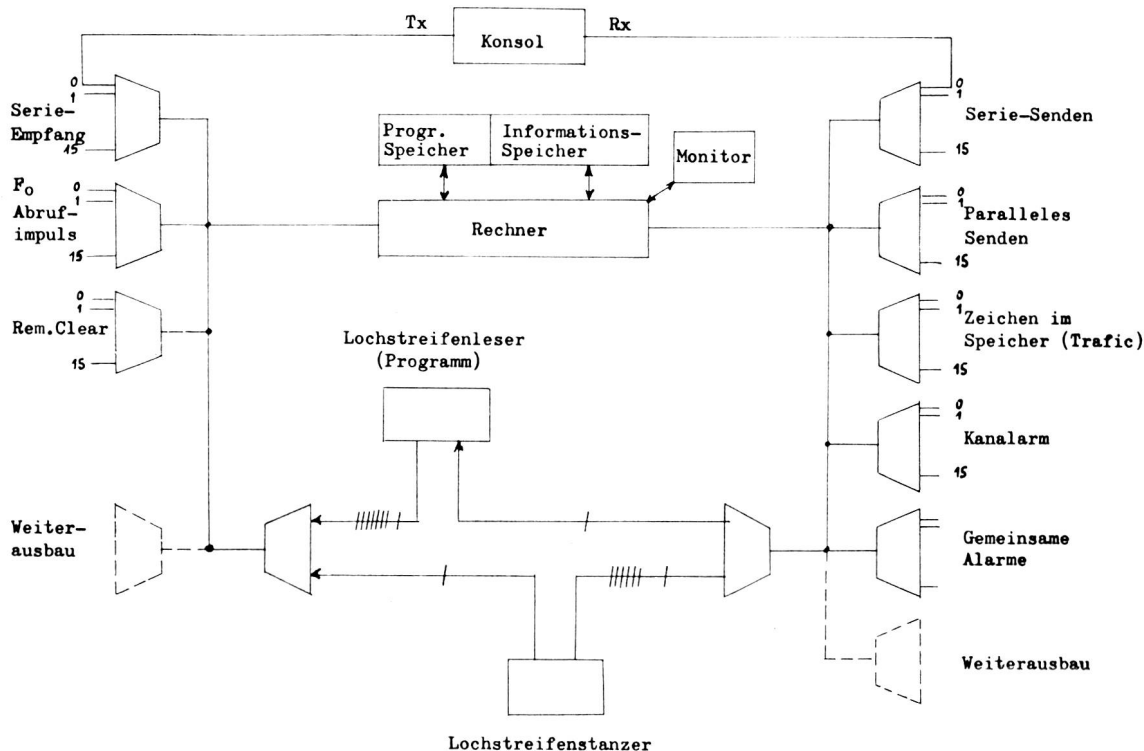 Tx
Konsol
Rx
0
1
Serie-
Empfang
15
0
1
Serie-Senden
15
Progr.
Speicher
Informations-
Speicher
Monitor
F0
0
1
Abruf-
impuls
15
Rechner
0
1
Paralleles
Senden
15
0
1
Rem.Clear
15
Lochstreifenleser
(Programm)
0
1
Zeichen im
Speicher (Trafic)
15
0
1
Kanalarm
15
Weiter-
ausbau
Gemeinsame
Alarme
Weiterausbau
Lochstreifenstanzer